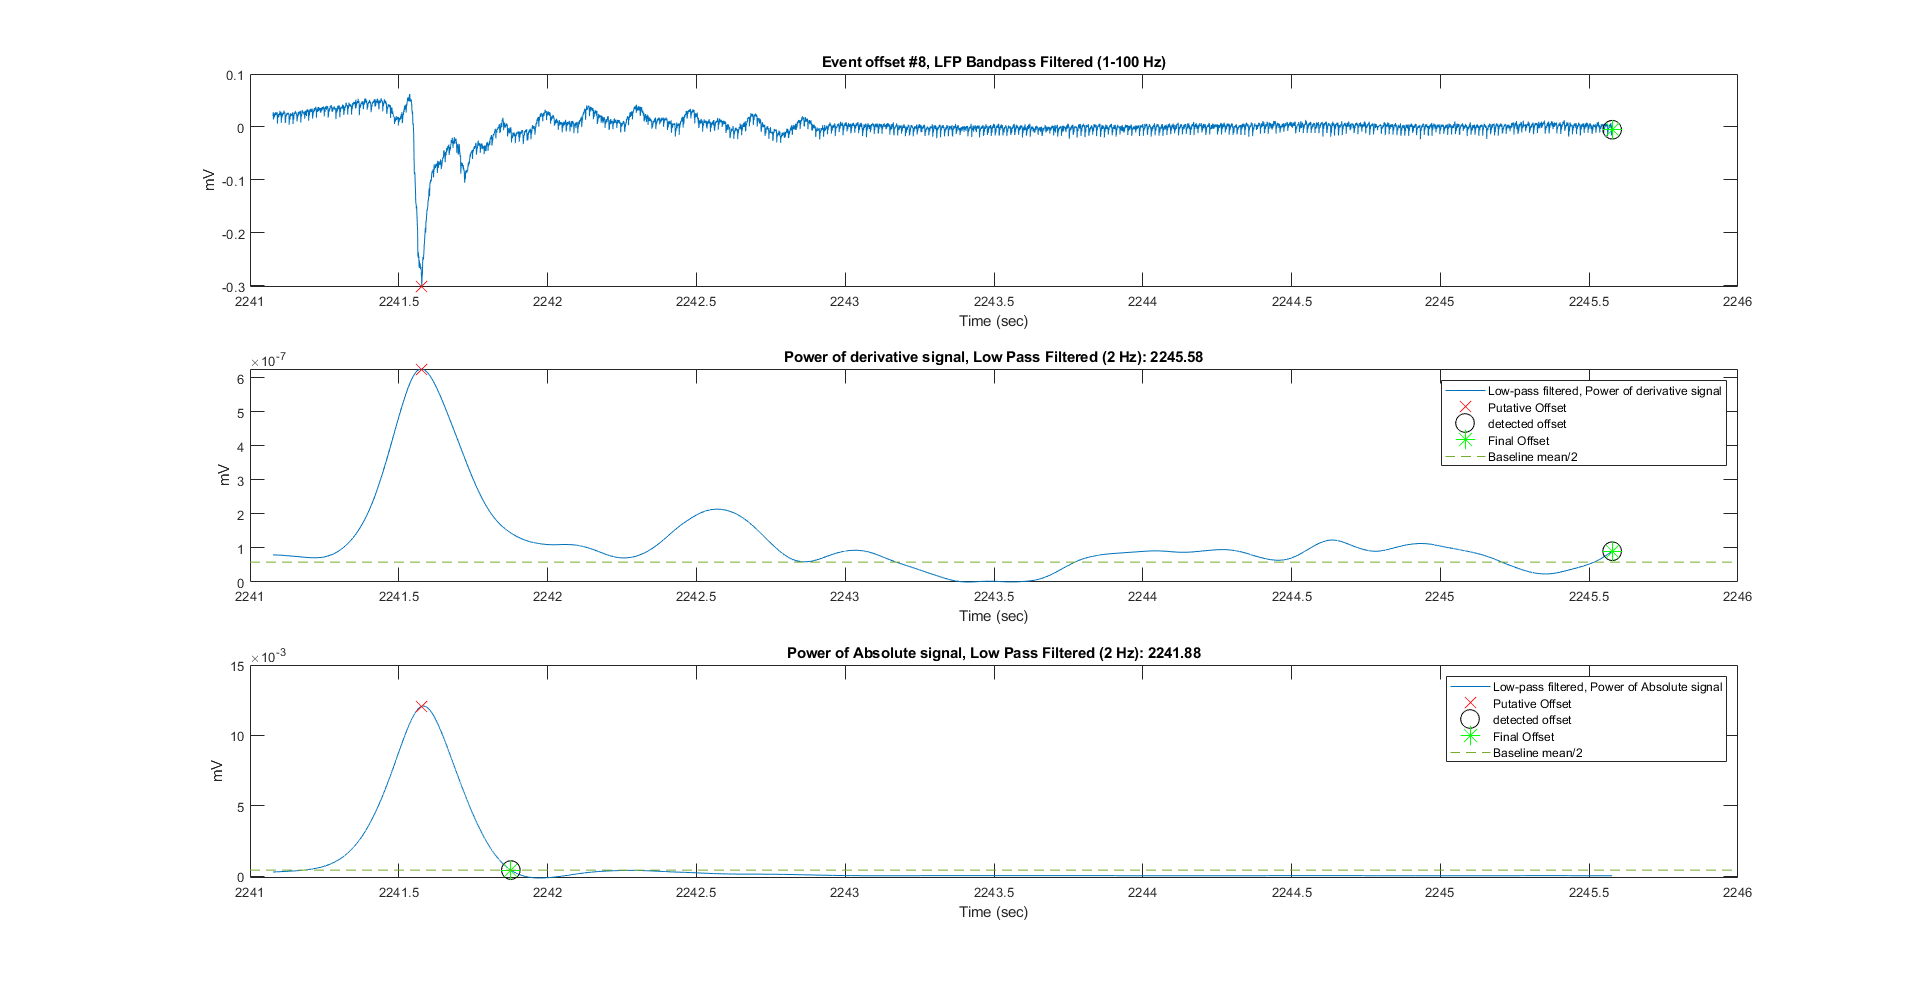 Event offset #8, LFP Bandpass Filtered (1-100 Hz)
0.1
0
-0.1
-0.2
-0.3
mV
2241 2241.5 2242 2242.5 2243 2243.5 2244 2244.5 2245 2245.5 2246
Time (sec)
Power of derivative signal, Low Pass Filtered (2 Hz): 2245.58
×10-7
6
5
4
3
2
1
0
mV
Low-pass filtered, Power of derivative signal
Putative Offset
detected offset
Final Offset
Baseline mean/2
2241 2241.5 2242 2242.5 2243 2243.5 2244 2244.5 2245 2245.5 2246
Time (sec)
Power of Absolute signal, Low Pass Filtered (2 Hz): 2241.88
×10-3
15
10
5
0
mV
Low-pass filtered, Power of Absolute signal
Putative Offset
detected offset
Final Offset
Baseline mean/2
2241 2241.5 2242 2242.5 2243 2243.5 2244 2244.5 2245 2245.5 2246
Time (sec)